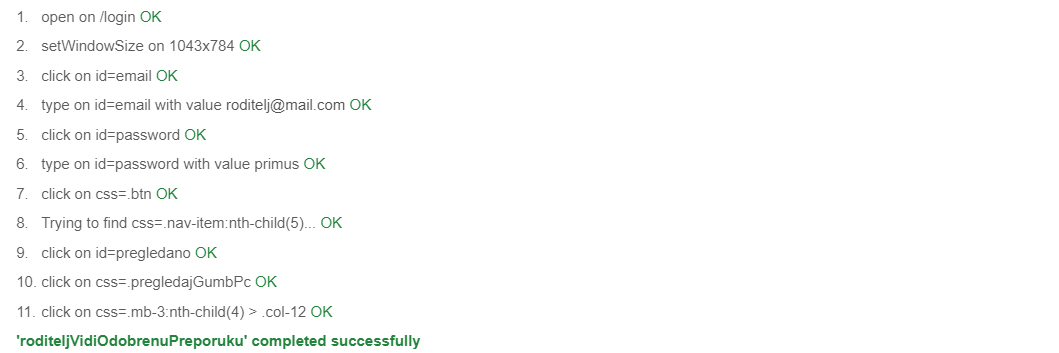 1. open on /login OK
2. setWindowSize on 1043x784 OK
3. click on id=email OK
4. type on id=email with value roditelj@mail.com OK
5. click on id=password OK
6. type on id=password with value primus OK
7. click on css=.btn OK
8. Trying to find css=.nav-item:nth-child(5)... OK
9. click on id=pregledano OK
10. click on css=.pregledajGumbPc OK
11. click on css=.mb-3:nth-child(4) > .col-12 OK
'roditeljVidiOdobrenuPreporuku' completed successfully